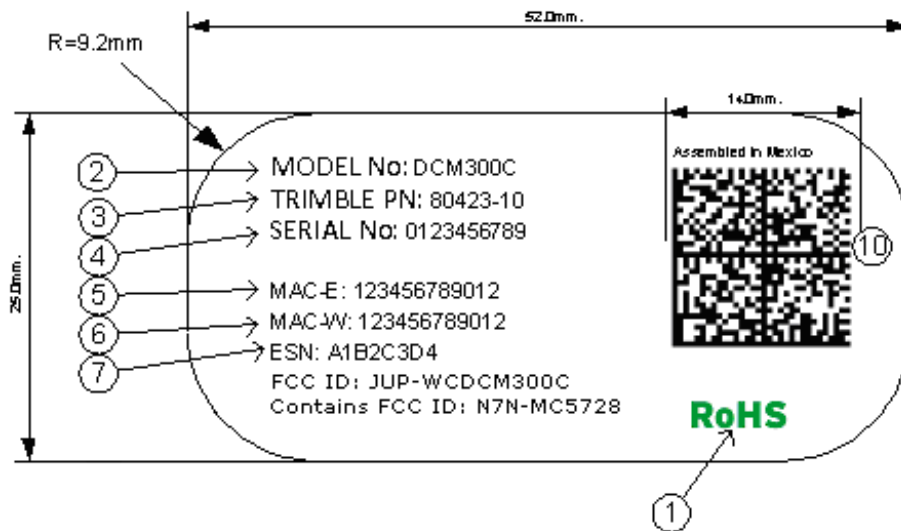 52.0mm.
R=9.2mm
14.0mm.
Assembled in Mexico
2 MODEL No: DCM300C
3 TRIMBLE PN: 80423-10
4 SERIAL No: 0123456789
10
25.0mm.
5 MAC-E: 123456789012
6 MAC-W: 123456789012
7 ESN: A1B2C3D4
FCC ID: JUP-WCDCM300C
Contains FCC ID: N7N-MC5728
RoHS
1